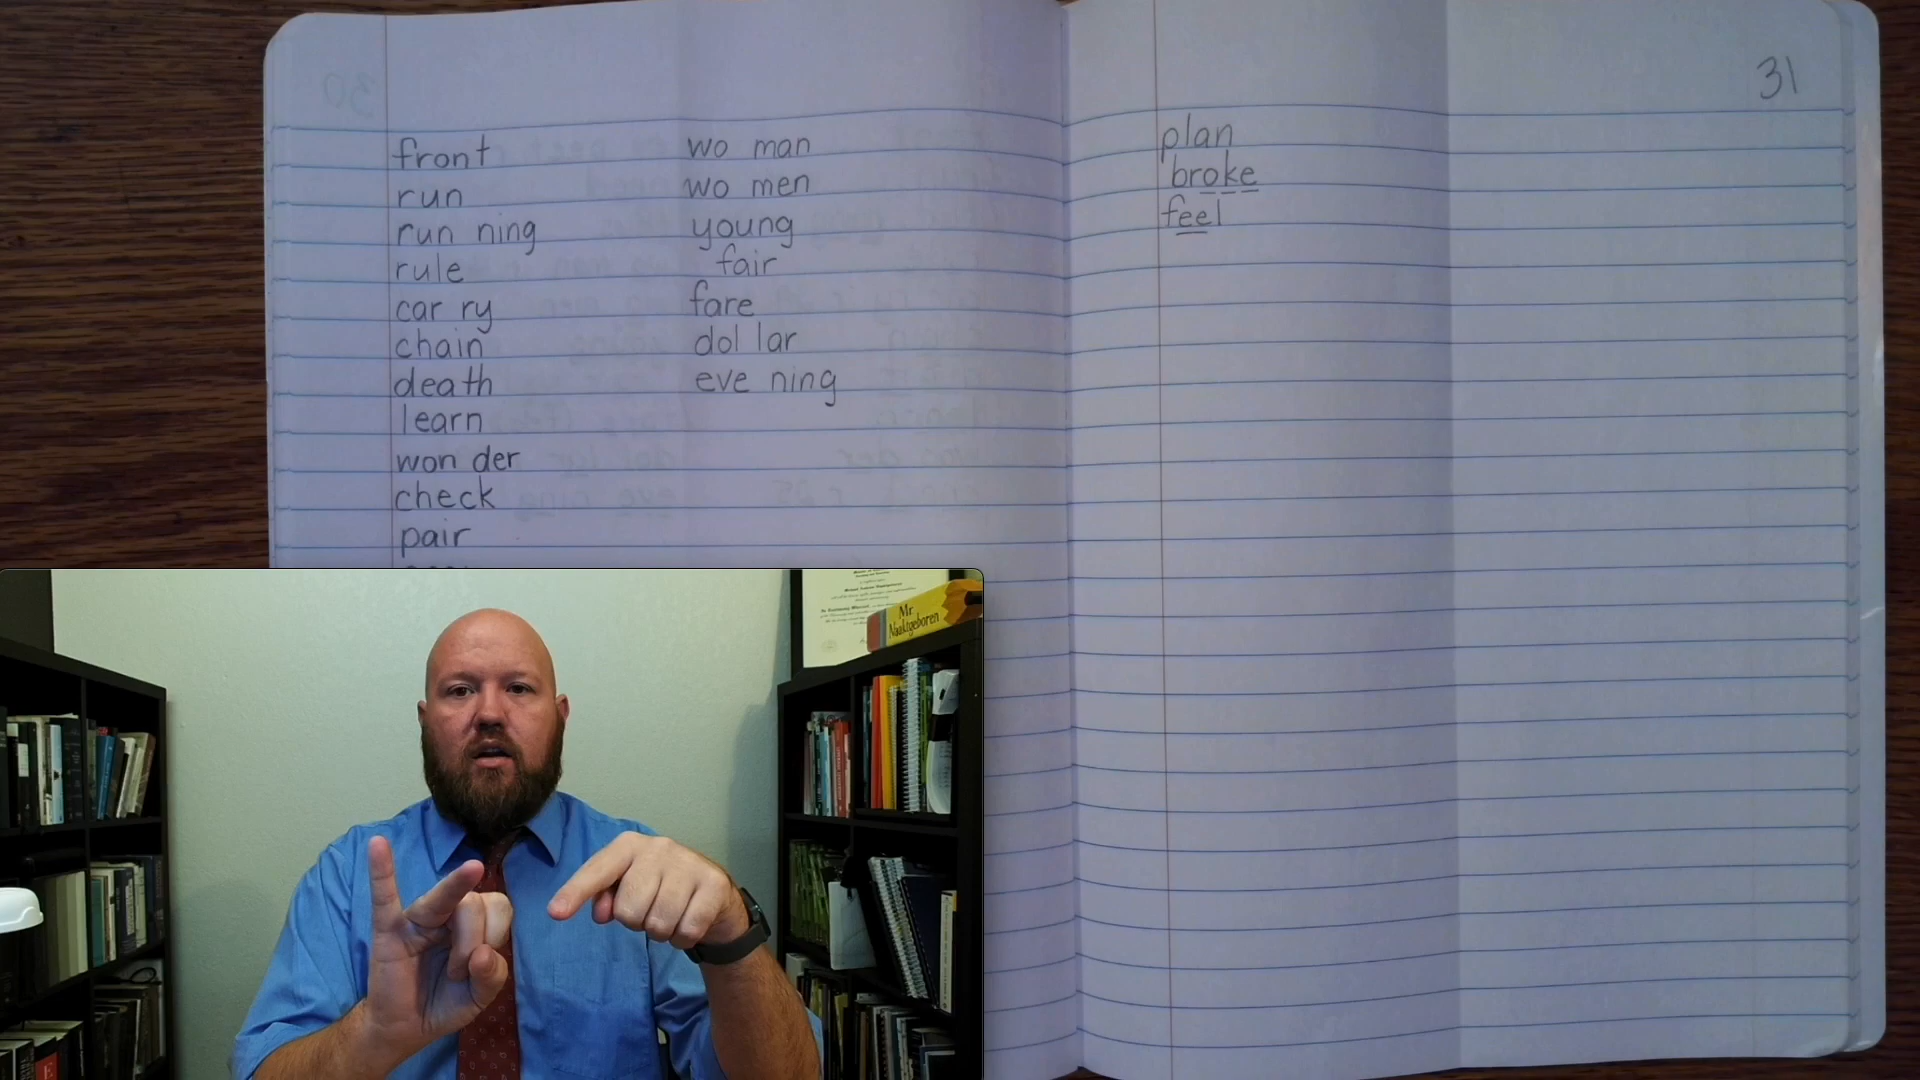 31
front
run
run ning
rule
car ry
chain
death
learn
won der
check
pair
wo man
wo men
young
fair
fare
dol lar
eve ning
plan
broke
feel
Mr
Naaktgeboren